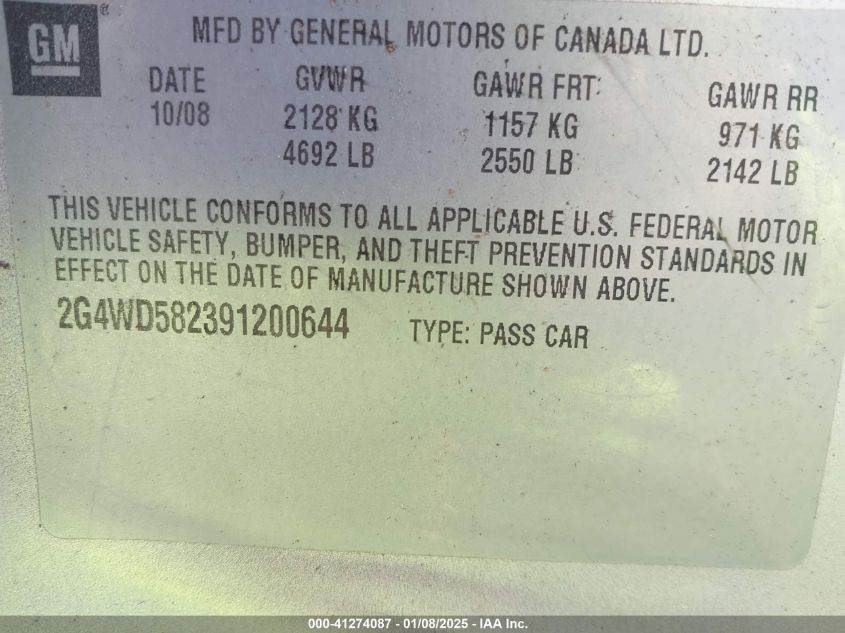 GM ®
MFD BY GENERAL MOTORS OF CANADA LTD.
DATE GVWR GAWR FRT: GAWR RR
10/08 2128 KG 1157 KG 971 KG
4692 LB 2550 LB 2142 LB
THIS VEHICLE CONFORMS TO ALL APPLICABLE U.S. FEDERAL MOTOR
VEHICLE SAFETY, BUMPER, AND THEFT PREVENTION STANDARDS IN
EFFECT ON THE DATE OF MANUFACTURE SHOWN ABOVE.
2G4WD582391200644 TYPE: PASS CAR
000-41274087 - 01/08/2025 - IAA Inc.